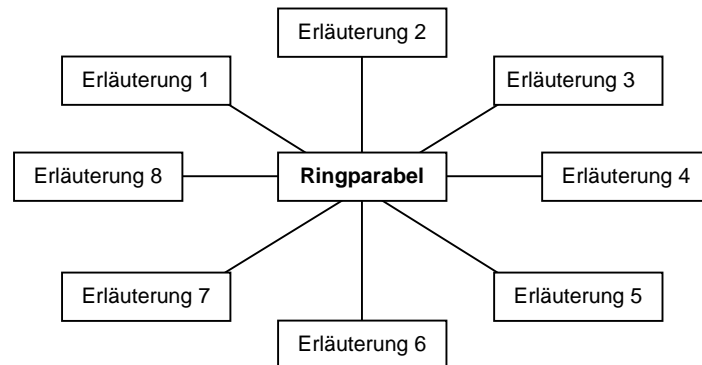 Erläuterung 2
Erläuterung 1
Erläuterung 3
Erläuterung 8
Ringparabel
Erläuterung 4
Erläuterung 7
Erläuterung 5
Erläuterung 6